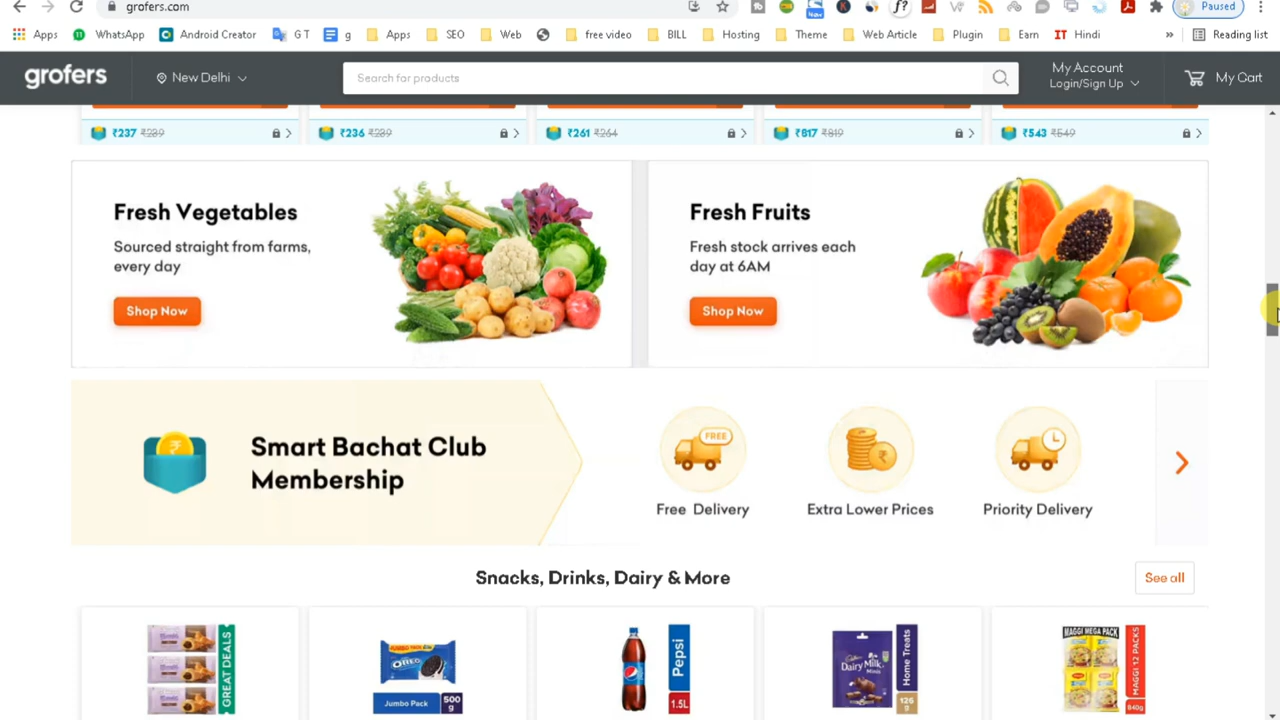 grofers.com
Paused
Apps WhatsApp Android Creator G T g Apps SEO Web free video BILL Hosting Theme Web Article Plugin Earn IT Hindi » Reading list
grofers New Delhi Search for products My Account Login/Sign Up My Cart
₹237 ₹239 ₹236 ₹239 ₹261 ₹264 ₹817 ₹819 ₹543 ₹549
Fresh Vegetables
Sourced straight from farms,
every day
Shop Now
Fresh Fruits
Fresh stock arrives each
day at 6AM
Shop Now
Smart Bachat Club
Membership
FREE
Free Delivery Extra Lower Prices Priority Delivery
Snacks, Drinks, Dairy & More See all
GREAT DEALS
OREO
Jumbo Pack 500 g
Pepsi
1.5L
Cadbury
Dairy Milk
Home Treats
126 g
MAGGI MEGA PACK
MAGGI 12 PACKS
840g